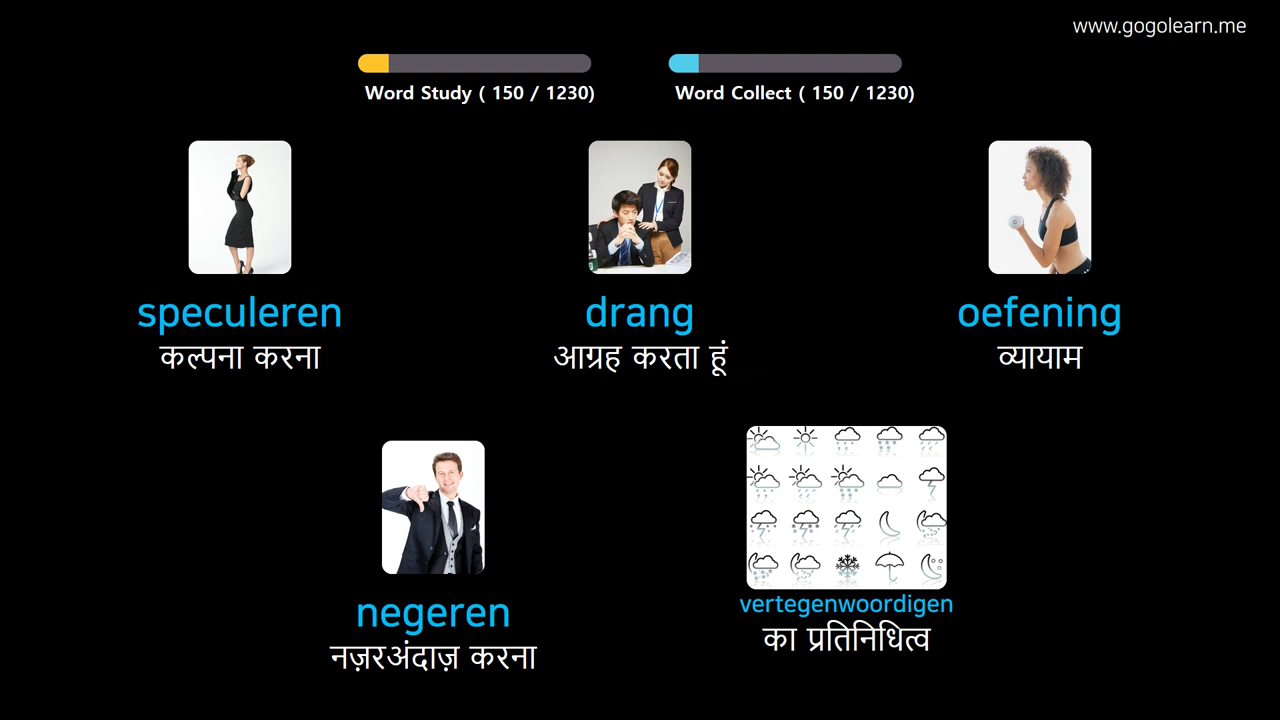 www.gogolearn.me
Word Study ( 150 / 1230)
Word Collect ( 150 / 1230)
speculeren
कल्पना करना
drang
आग्रह करता हूं
oefening
व्यायाम
negeren
नज़रअंदाज़ करना
vertegenwoordigen
का प्रतिनिधित्व